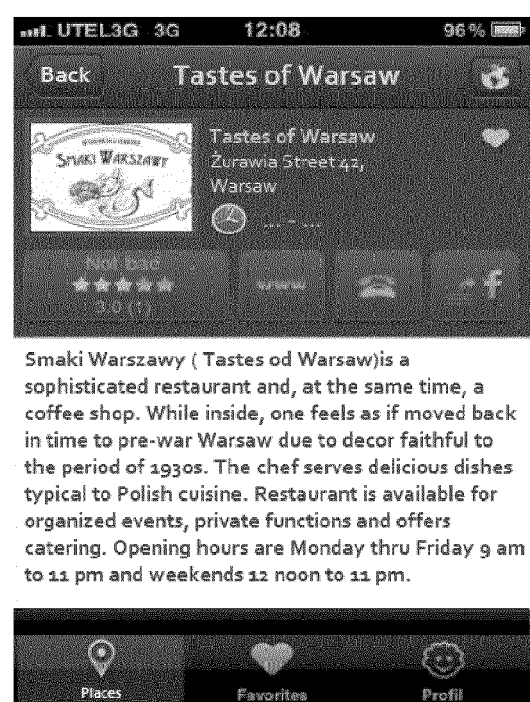 UTEL3G 3G 12:08 96%
Back Tastes of Warsaw
SMAKI WARSZAWY
Tastes of Warsaw
Żurawia Street 42,
Warsaw
... - ...
Not bad
3.0 (1)
www
f
Smaki Warszawy ( Tastes od Warsaw)is a
sophisticated restaurant and, at the same time, a
coffee shop. While inside, one feels as if moved back
in time to pre-war Warsaw due to decor faithful to
the period of 1930s. The chef serves delicious dishes
typical to Polish cuisine. Restaurant is available for
organized events, private functions and offers
catering. Opening hours are Monday thru Friday 9 am
to 11 pm and weekends 12 noon to 11 pm.
Places Favorites Profil